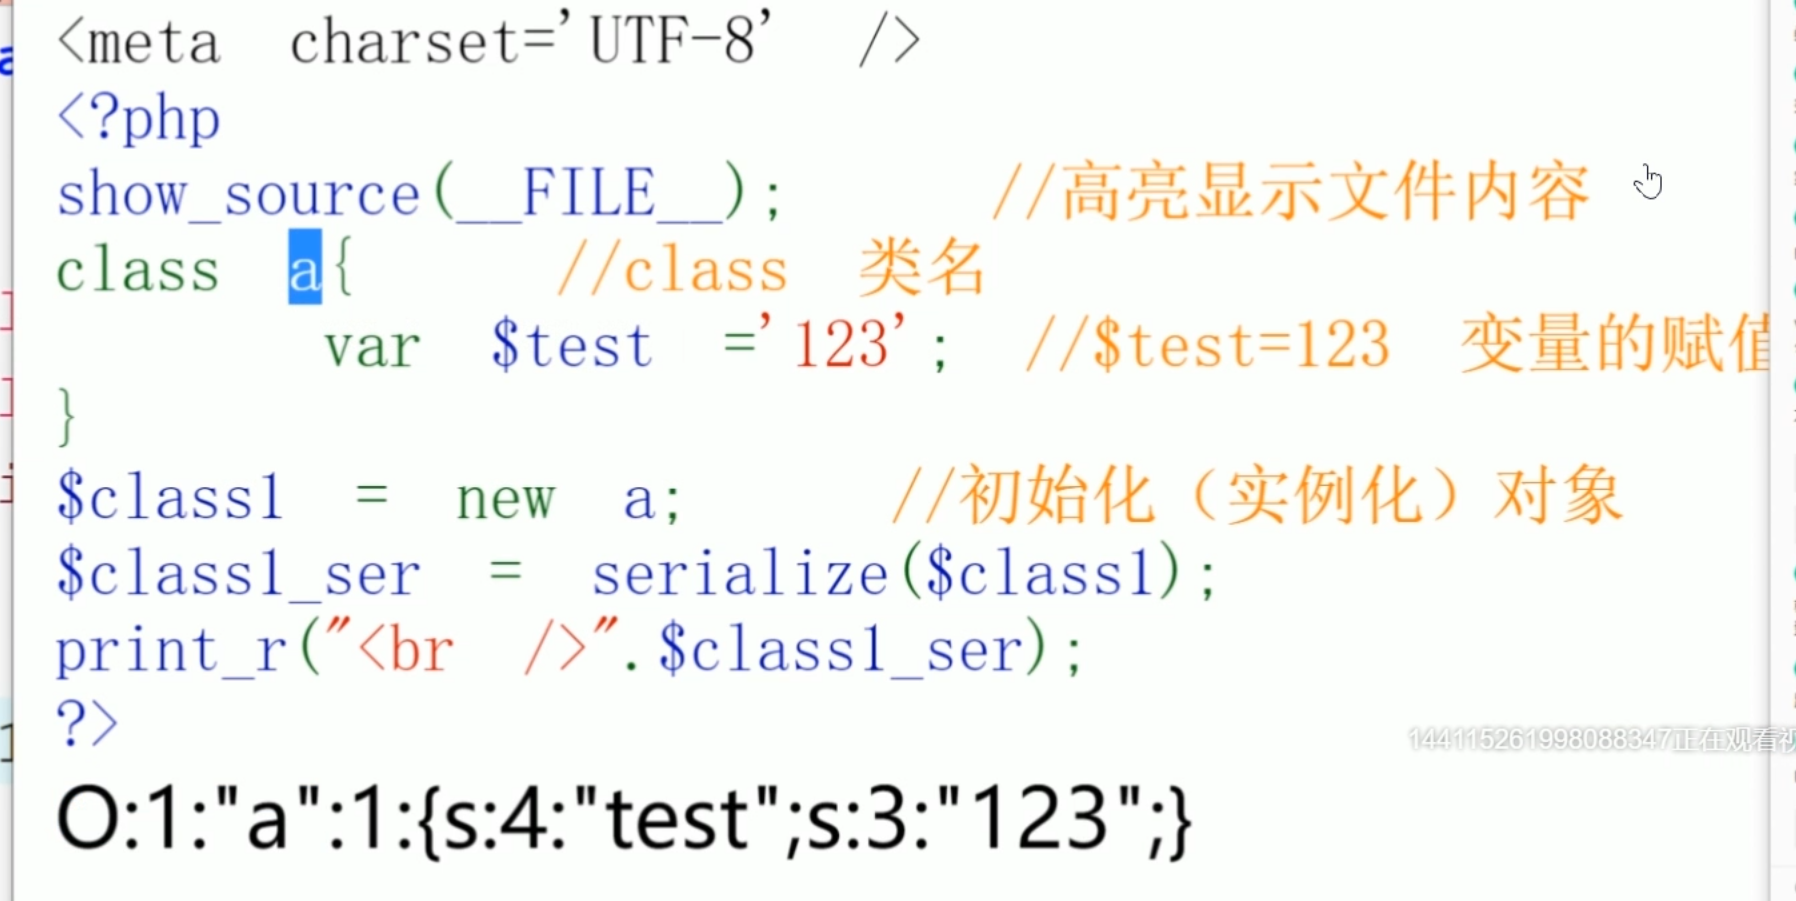 <meta charset='UTF-8' />
<?php
show_source(__FILE__); //高亮显示文件内容
class a{ //class 类名
var $test ='123'; //$test=123 变量的赋值
}
$class1 = new a; //初始化（实例化）对象
$class1_ser = serialize($class1);
print_r("<br />".$class1_ser);
?>
144115261998088347正在观看视
O:1:"a":1:{s:4:"test";s:3:"123";}